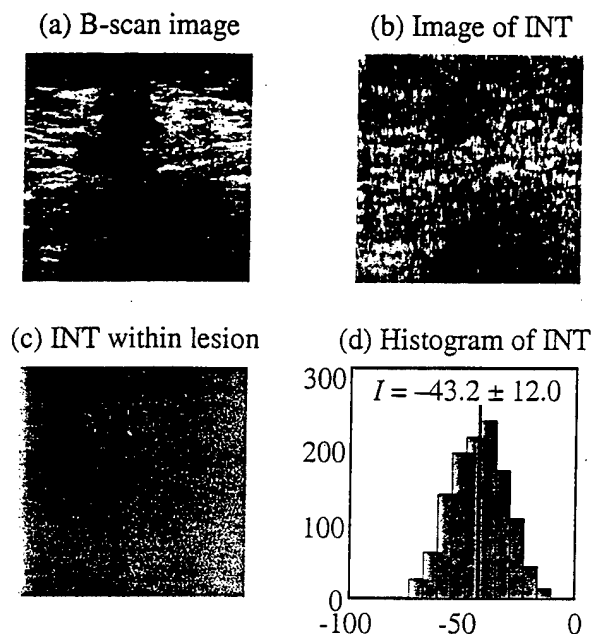 (a) B-scan image
(b) Image of INT
(c) INT within lesion
(d) Histogram of INT
300
I = –43.2 ± 12.0
200
100
0
-100
-50
0